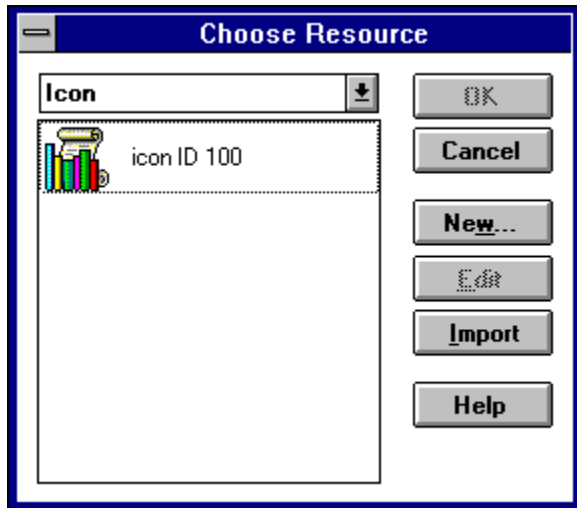 Choose Resource
Icon
icon ID 100
OK
Cancel
New...
Edit
Import
Help